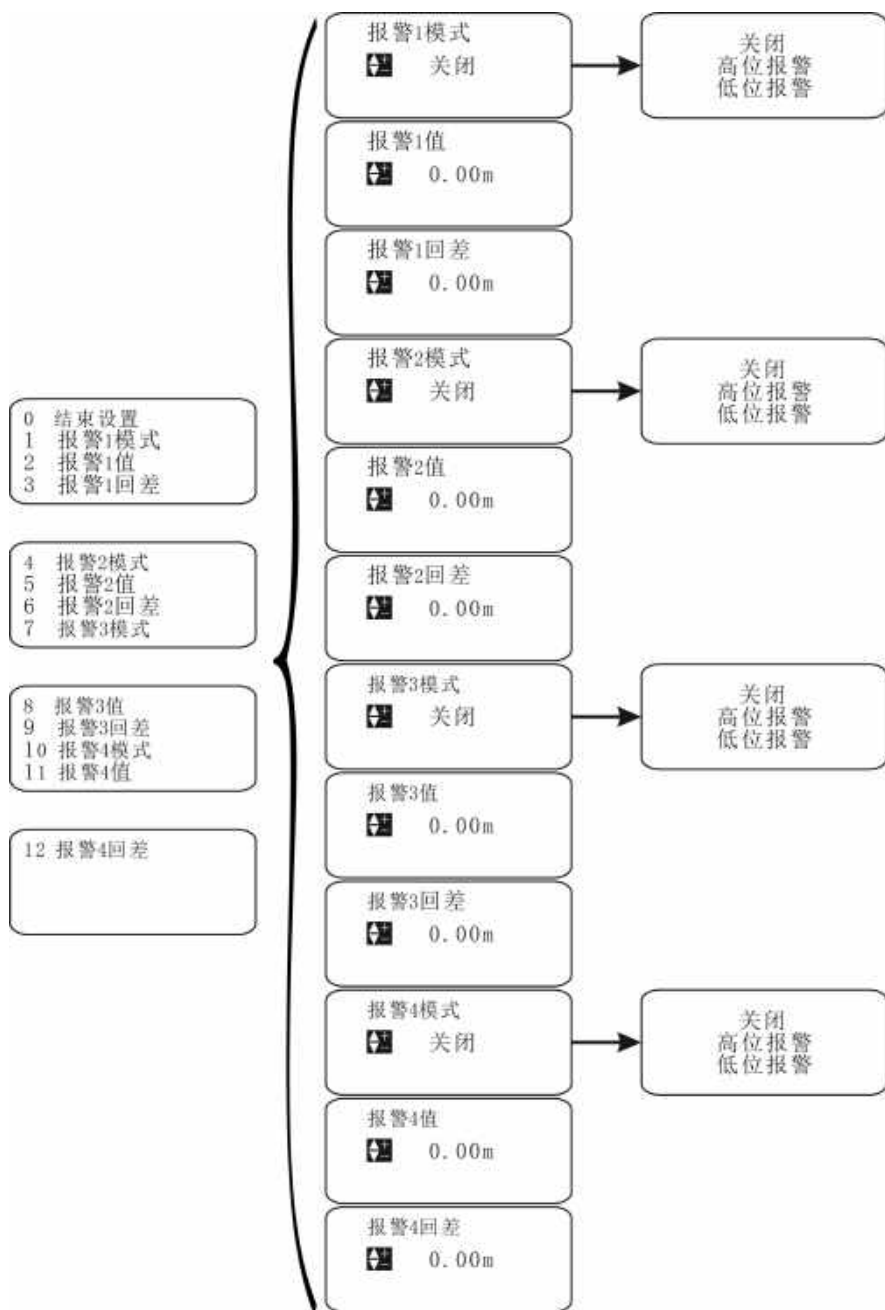 0 结束设置
1 报警1模式
2 报警1值
3 报警1回差
4 报警2模式
5 报警2值
6 报警2回差
7 报警3模式
8 报警3值
9 报警3回差
10 报警4模式
11 报警4值
12 报警4回差
报警1模式
关闭
关闭
高位报警
低位报警
报警1值
0.00m
报警1回差
0.00m
报警2模式
关闭
关闭
高位报警
低位报警
报警2值
0.00m
报警2回差
0.00m
报警3模式
关闭
关闭
高位报警
低位报警
报警3值
0.00m
报警3回差
0.00m
报警4模式
关闭
关闭
高位报警
低位报警
报警4值
0.00m
报警4回差
0.00m